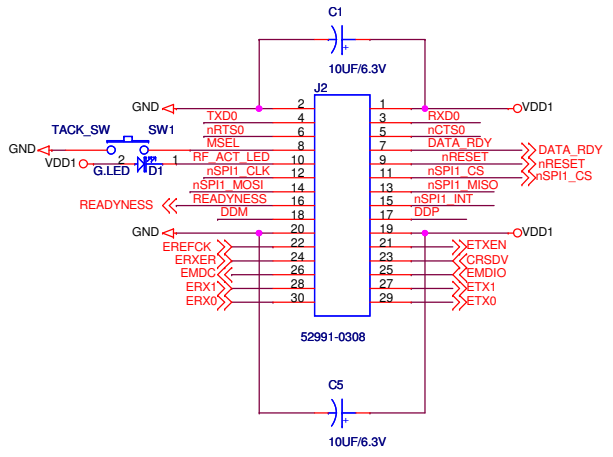 C1
10UF/6.3V
J2
GND 2 1 VDD1
TXD0 4 3 RXD0
TACK_SW SW1 nRTS0 6 5 nCTS0
GND MSEL 8 7 DATA_RDY DATA_RDY
VDD1 2 1 RF_ACT_LED 10 9 nRESET nRESET
G.LED D1 nSPI1_CLK 12 11 nSPI1_CS nSPI1_CS
nSPI1_MOSI 14 13 nSPI1_MISO
READYNESS READYNESS 16 15 nSPI1_INT
DDM 18 17 DDP
GND 20 19 VDD1
EREFCK 22 21 ETXEN
ERXER 24 23 CRSDV
EMDC 26 25 EMDIO
ERX1 28 27 ETX1
ERX0 30 29 ETX0
52991-0308
C5
10UF/6.3V